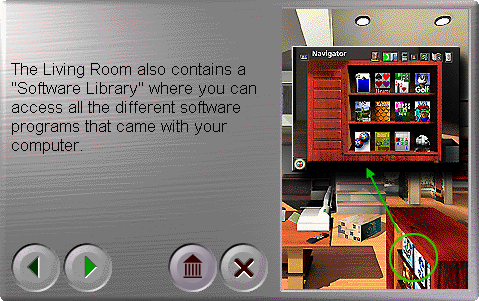 The Living Room also contains a
"Software Library" where you can
access all the different software
programs that came with your
computer.
Navigator
Golf